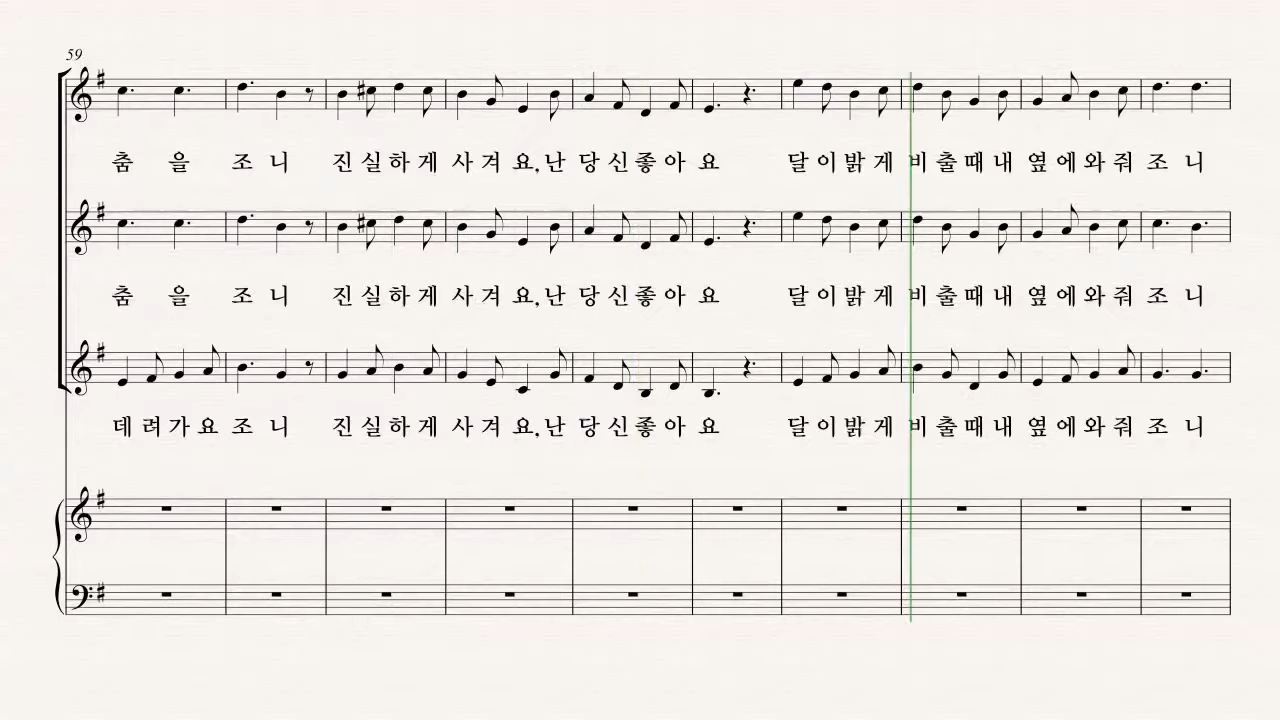 59
춤 을 조 니 진 실 하 게 사 겨 요, 난 당 신 좋 아 요 달 이 밝 게 비 출 때 내 옆 에 와 줘 조 니
춤 을 조 니 진 실 하 게 사 겨 요, 난 당 신 좋 아 요 달 이 밝 게 비 출 때 내 옆 에 와 줘 조 니
데 려 가 요 조 니 진 실 하 게 사 겨 요, 난 당 신 좋 아 요 달 이 밝 게 비 출 때 내 옆 에 와 줘 조 니